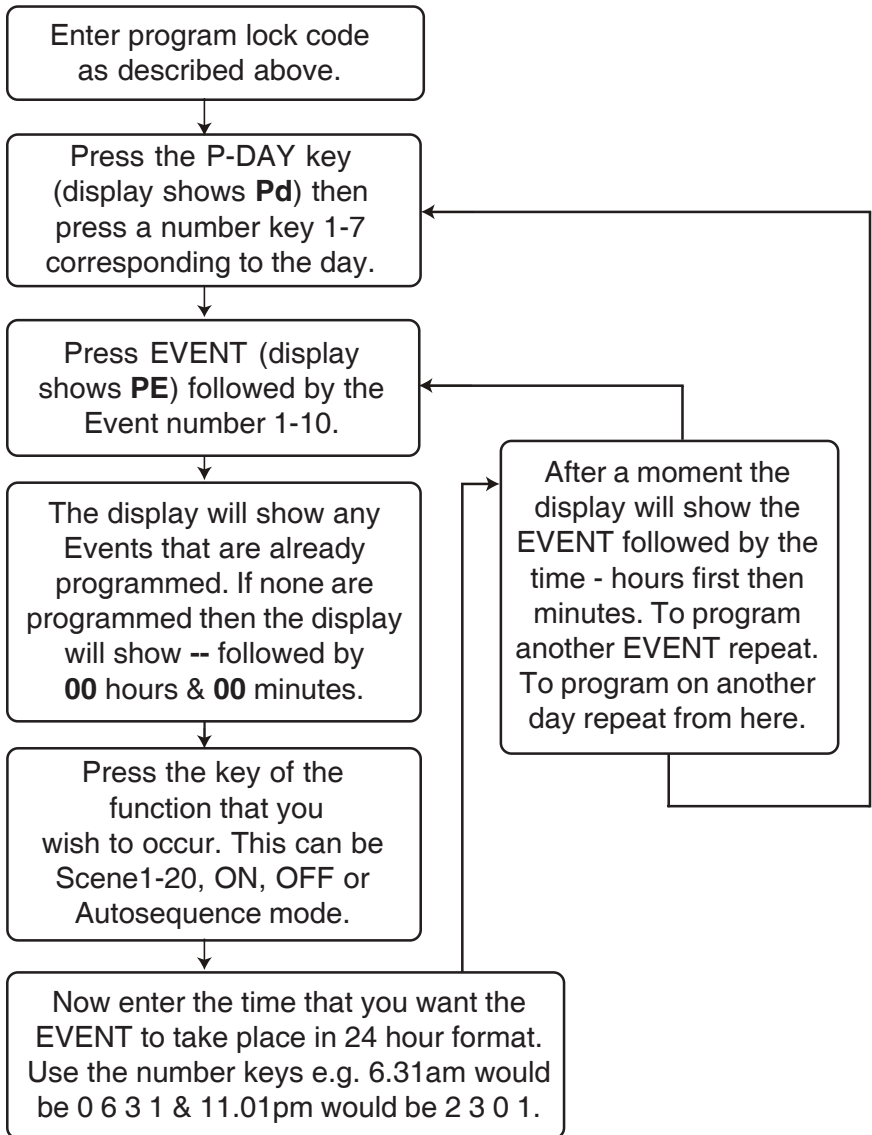 Enter program lock code
as described above.
Press the P-DAY key
(display shows Pd) then
press a number key 1-7
corresponding to the day.
Press EVENT (display
shows PE) followed by the
Event number 1-10.
The display will show any
Events that are already
programmed. If none are
programmed then the display
will show -- followed by
00 hours & 00 minutes.
Press the key of the
function that you
wish to occur. This can be
Scene1-20, ON, OFF or
Autosequence mode.
Now enter the time that you want the
EVENT to take place in 24 hour format.
Use the number keys e.g. 6.31am would
be 0 6 3 1 & 11.01pm would be 2 3 0 1.
After a moment the
display will show the
EVENT followed by the
time - hours first then
minutes. To program
another EVENT repeat.
To program on another
day repeat from here.